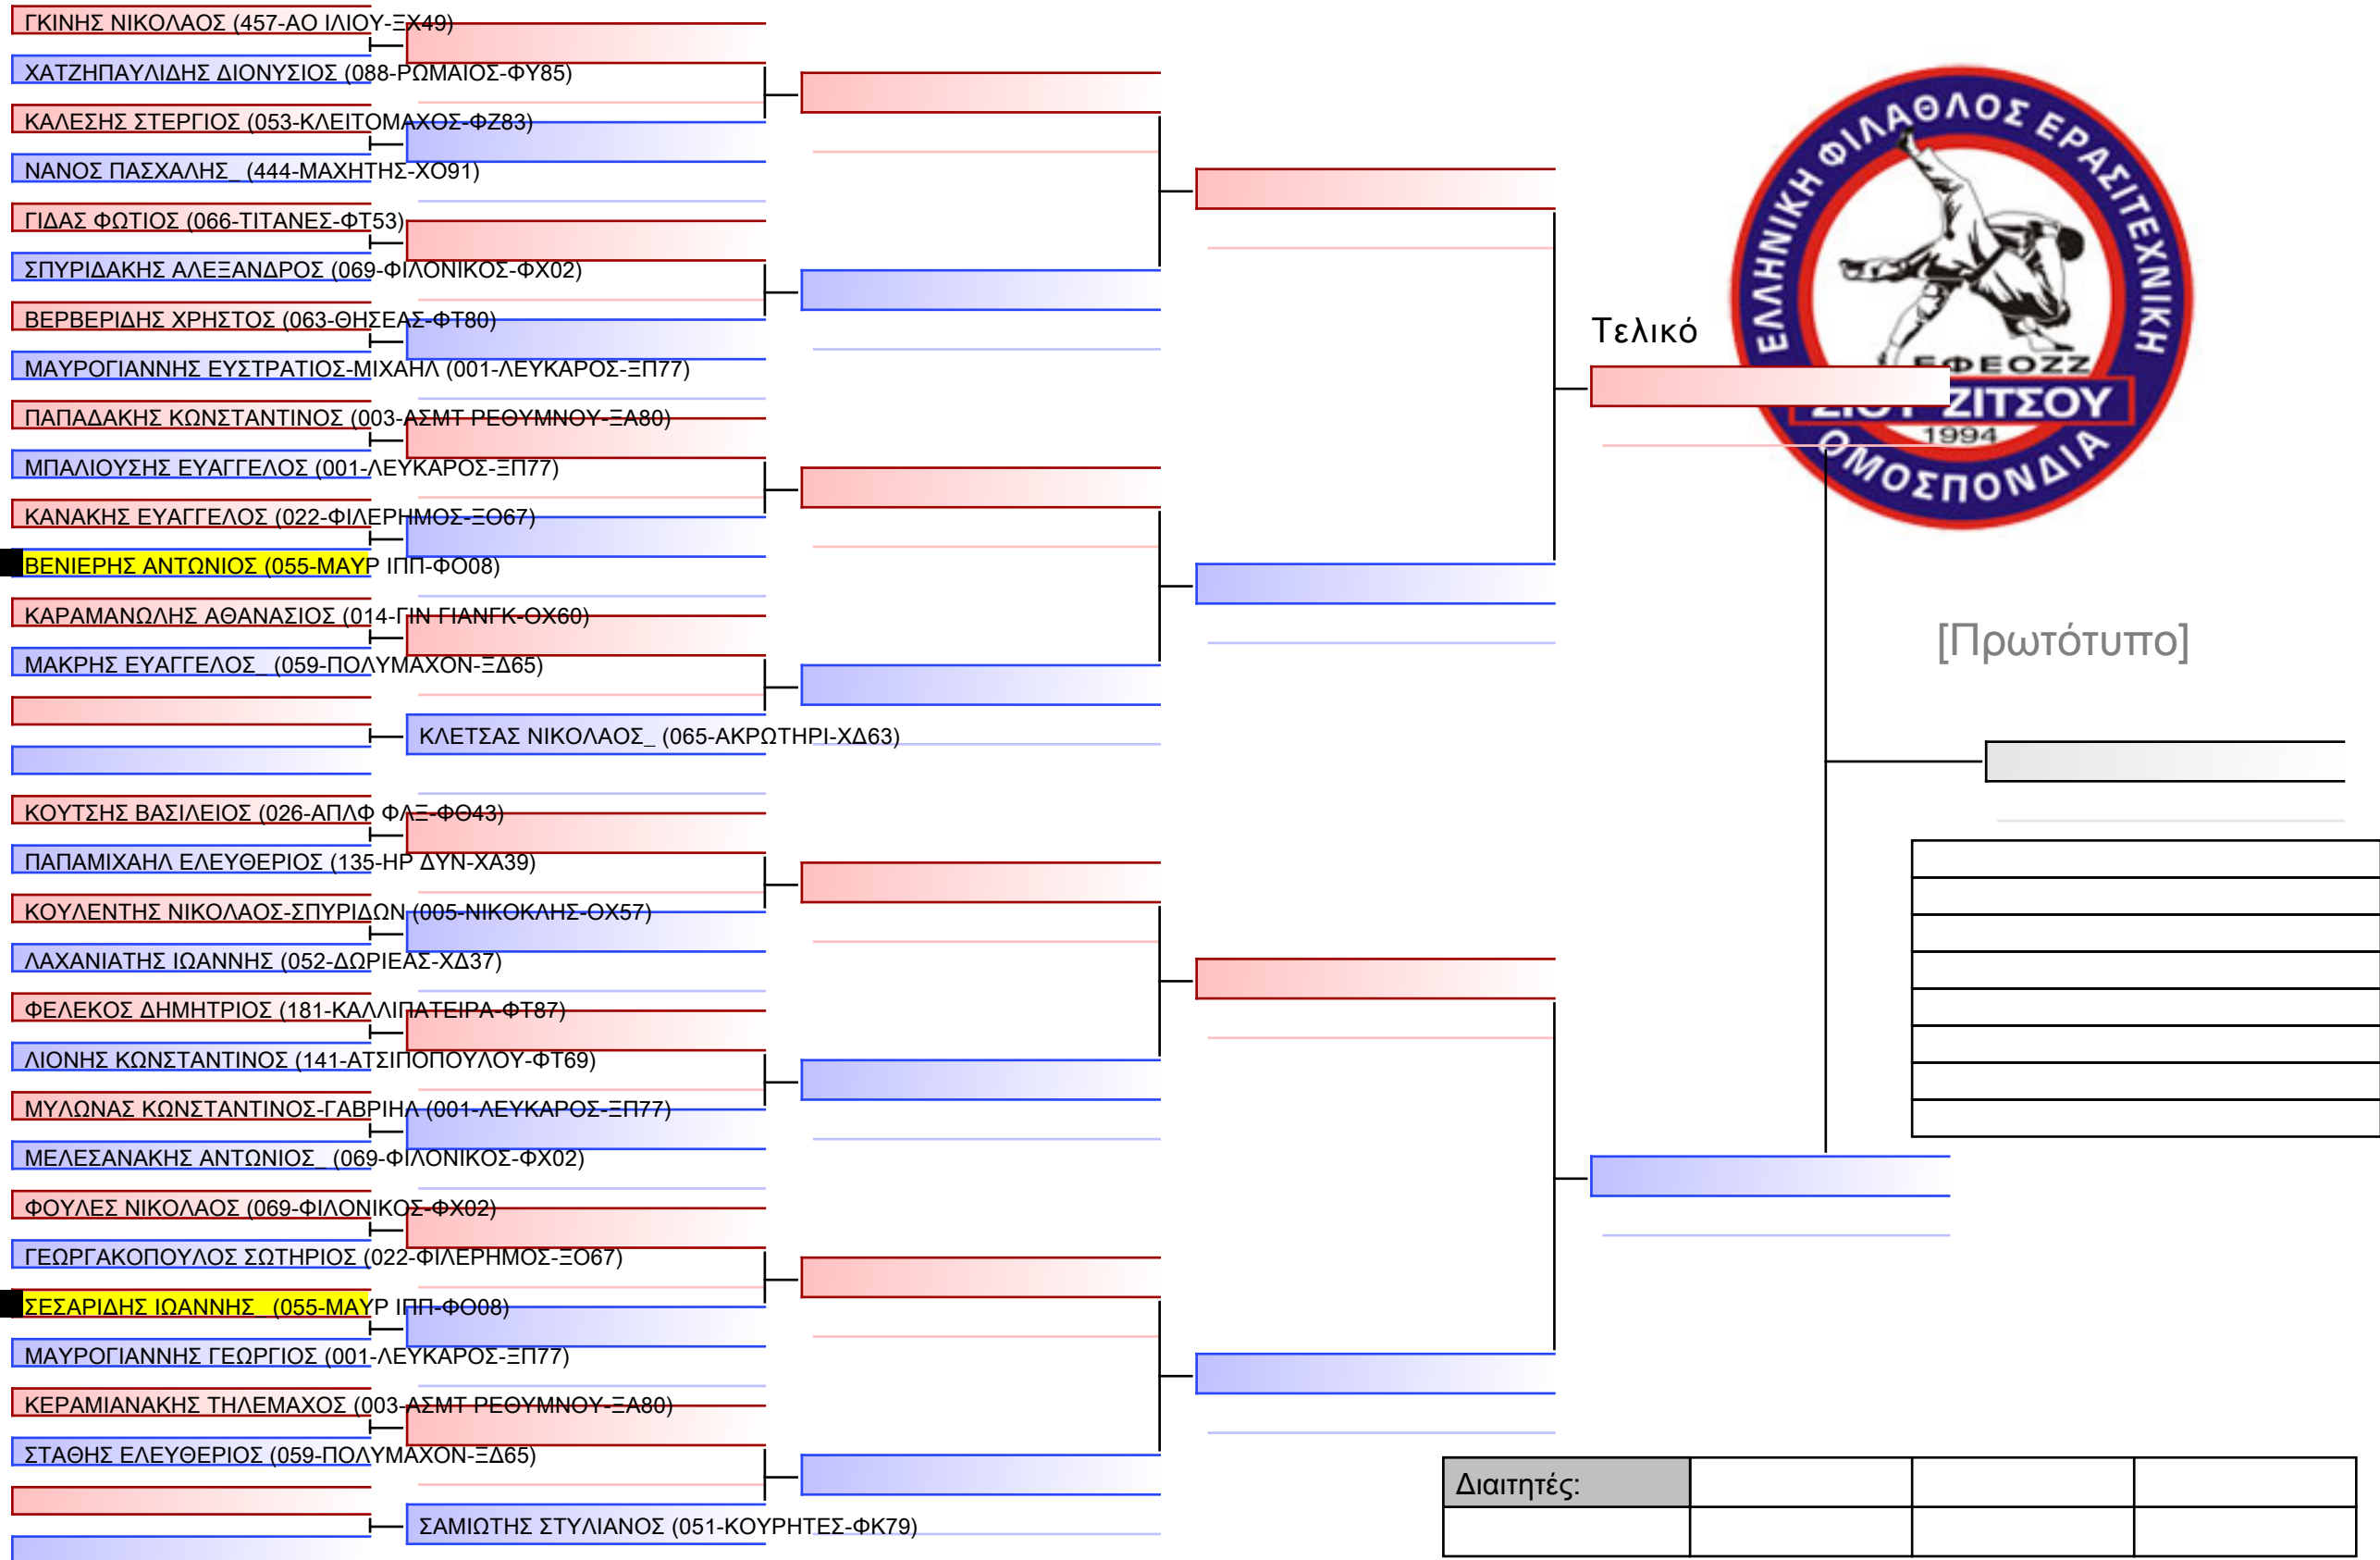 ΓΚΙΝΗΣ ΝΙΚΟΛΑΟΣ (457-ΑΟ ΙΛΙΟΥ-ΞΧ49)
ΧΑΤΖΗΠΑΥΛΙΔΗΣ ΔΙΟΝΥΣΙΟΣ (088-ΡΩΜΑΙΟΣ-ΦΥ85)
ΚΑΛΕΣΗΣ ΣΤΕΡΓΙΟΣ (053-ΚΛΕΙΤΟΜΑΧΟΣ-ΦΖ83)
ΝΑΝΟΣ ΠΑΣΧΑΛΗΣ_ (444-ΜΑΧΗΤΗΣ-ΧΟ91)
ΓΙΔΑΣ ΦΩΤΙΟΣ (066-ΤΙΤΑΝΕΣ-ΦΤ53)
ΣΠΥΡΙΔΑΚΗΣ ΑΛΕΞΑΝΔΡΟΣ (069-ΦΙΛΟΝΙΚΟΣ-ΦΧ02)
ΒΕΡΒΕΡΙΔΗΣ ΧΡΗΣΤΟΣ (063-ΘΗΣΕΑΣ-ΦΤ80)
ΜΑΥΡΟΓΙΑΝΝΗΣ ΕΥΣΤΡΑΤΙΟΣ-ΜΙΧΑΗΛ (001-ΛΕΥΚΑΡΟΣ-ΞΠ77)
ΠΑΠΑΔΑΚΗΣ ΚΩΝΣΤΑΝΤΙΝΟΣ (003-ΑΣΜΤ ΡΕΘΥΜΝΟΥ-ΞΑ80)
ΜΠΑΛΙΟΥΣΗΣ ΕΥΑΓΓΕΛΟΣ (001-ΛΕΥΚΑΡΟΣ-ΞΠ77)
ΚΑΝΑΚΗΣ ΕΥΑΓΓΕΛΟΣ (022-ΦΙΛΕΡΗΜΟΣ-ΞΟ67)
ΒΕΝΙΕΡΗΣ ΑΝΤΩΝΙΟΣ (055-ΜΑΥΡ ΙΠΠ-ΦΟ08)
ΚΑΡΑΜΑΝΩΛΗΣ ΑΘΑΝΑΣΙΟΣ (014-ΓΙΝ ΓΙΑΝΓΚ-ΟΧ60)
ΜΑΚΡΗΣ ΕΥΑΓΓΕΛΟΣ_ (059-ΠΟΛΥΜΑΧΟΝ-ΞΔ65)
ΚΛΕΤΣΑΣ ΝΙΚΟΛΑΟΣ_ (065-ΑΚΡΩΤΗΡΙ-ΧΔ63)
ΚΟΥΤΣΗΣ ΒΑΣΙΛΕΙΟΣ (026-ΑΠΛΦ ΦΛΞ-ΦΘ43)
ΠΑΠΑΜΙΧΑΗΛ ΕΛΕΥΘΕΡΙΟΣ (135-ΗΡ ΔΥΝ-ΧΑ39)
ΚΟΥΛΕΝΤΗΣ ΝΙΚΟΛΑΟΣ-ΣΠΥΡΙΔΩΝ (005-ΝΙΚΟΚΛΗΣ-ΟΧ57)
ΛΑΧΑΝΙΑΤΗΣ ΙΩΑΝΝΗΣ (052-ΔΩΡΙΕΑΣ-ΧΔ37)
ΦΕΛΕΚΟΣ ΔΗΜΗΤΡΙΟΣ (181-ΚΑΛΛΙΠΑΤΕΙΡΑ-ΦΤ87)
ΛΙΟΝΗΣ ΚΩΝΣΤΑΝΤΙΝΟΣ (141-ΑΤΣΙΠΟΠΟΥΛΟΥ-ΦΤ69)
ΜΥΛΩΝΑΣ ΚΩΝΣΤΑΝΤΙΝΟΣ-ΓΑΒΡΙΗΛ (001-ΛΕΥΚΑΡΟΣ-ΞΠ77)
ΜΕΛΕΣΑΝΑΚΗΣ ΑΝΤΩΝΙΟΣ_ (069-ΦΙΛΟΝΙΚΟΣ-ΦΧ02)
ΦΟΥΛΕΣ ΝΙΚΟΛΑΟΣ (069-ΦΙΛΟΝΙΚΟΣ-ΦΧ02)
ΓΕΩΡΓΑΚΟΠΟΥΛΟΣ ΣΩΤΗΡΙΟΣ (022-ΦΙΛΕΡΗΜΟΣ-ΞΟ67)
ΣΕΣΑΡΙΔΗΣ ΙΩΑΝΝΗΣ_ (055-ΜΑΥΡ ΙΠΠ-ΦΟ08)
ΜΑΥΡΟΓΙΑΝΝΗΣ ΓΕΩΡΓΙΟΣ (001-ΛΕΥΚΑΡΟΣ-ΞΠ77)
ΚΕΡΑΜΙΑΝΑΚΗΣ ΤΗΛΕΜΑΧΟΣ (003-ΑΣΜΤ ΡΕΘΥΜΝΟΥ-ΞΑ80)
ΣΤΑΘΗΣ ΕΛΕΥΘΕΡΙΟΣ (059-ΠΟΛΥΜΑΧΟΝ-ΞΔ65)
ΣΑΜΙΩΤΗΣ ΣΤΥΛΙΑΝΟΣ (051-ΚΟΥΡΗΤΕΣ-ΦΚ79)
Τελικό
ΕΛΛΗΝΙΚΗ ΦΙΛΑΘΛΟΣ ΕΡΑΣΙΤΕΧΝΙΚΗ
ΕΦΕΟΖΖ
ΖΙΟΥ ΖΙΤΣΟΥ
1994
ΟΜΟΣΠΟΝΔΙΑ
[Πρωτότυπο]
Διαιτητές: